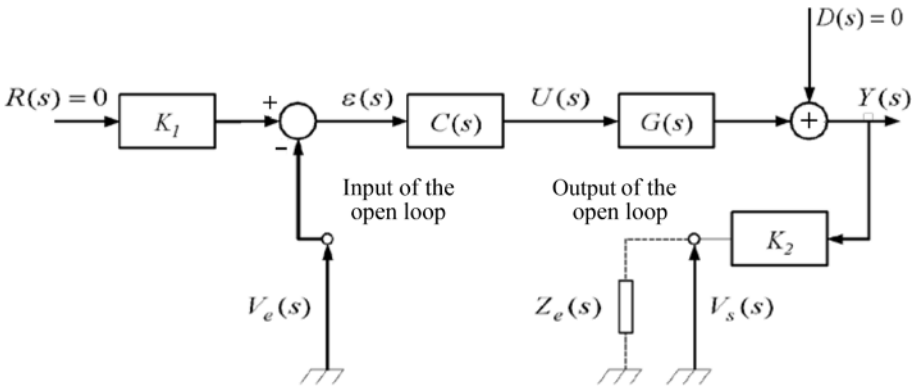 D(s) = 0
R(s) = 0
K₁
+
-
ε(s)
C(s)
U(s)
G(s)
+
Y(s)
Input of the
open loop
Output of the
open loop
K₂
Vₑ(s)
Zₑ(s)
Vₛ(s)